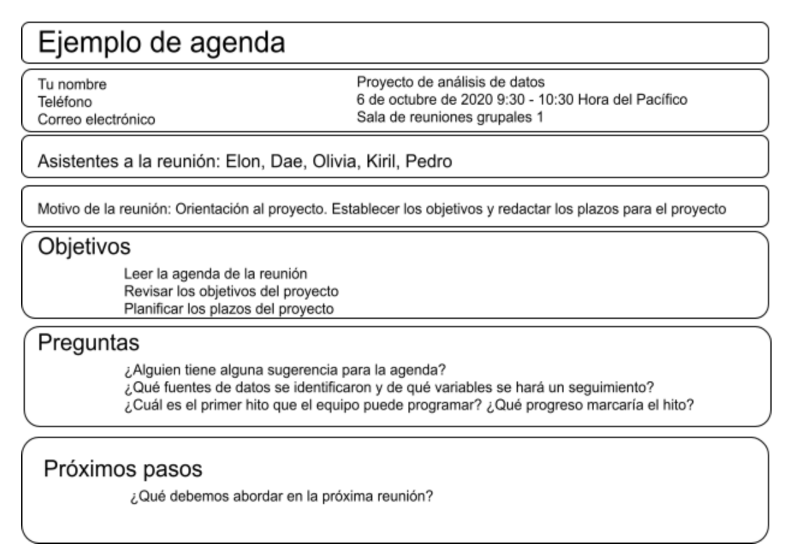 Ejemplo de agenda
Tu nombre
Teléfono
Correo electrónico
Proyecto de análisis de datos
6 de octubre de 2020 9:30 - 10:30 Hora del Pacífico
Sala de reuniones grupales 1
Asistentes a la reunión: Elon, Dae, Olivia, Kiril, Pedro
Motivo de la reunión: Orientación al proyecto. Establecer los objetivos y redactar los plazos para el proyecto
Objetivos
Leer la agenda de la reunión
Revisar los objetivos del proyecto
Planificar los plazos del proyecto
Preguntas
¿Alguien tiene alguna sugerencia para la agenda?
¿Qué fuentes de datos se identificaron y de qué variables se hará un seguimiento?
¿Cuál es el primer hito que el equipo puede programar? ¿Qué progreso marcaría el hito?
Próximos pasos
¿Qué debemos abordar en la próxima reunión?